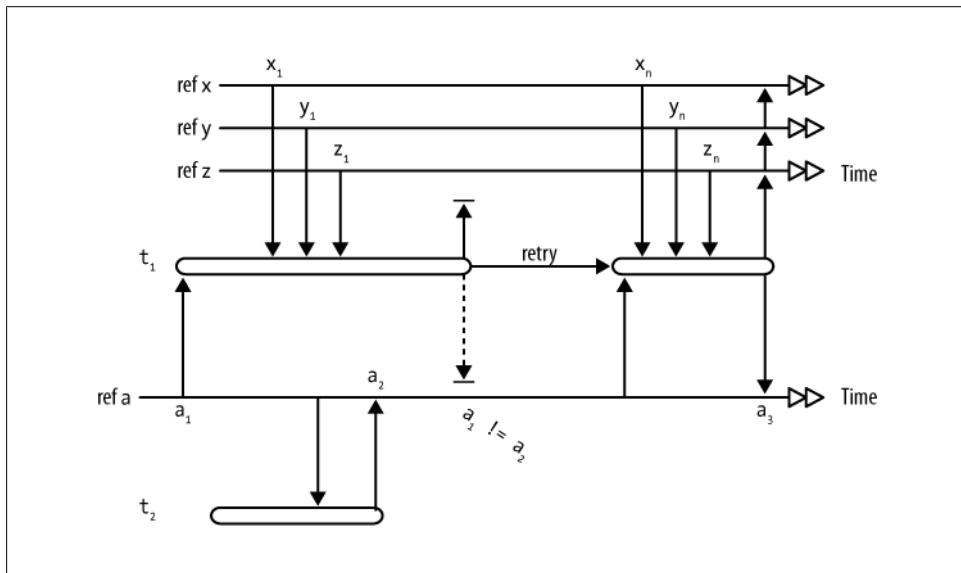 x₁ xₙ
ref x
y₁ yₙ
ref y
z₁ zₙ
ref z Time
t₁ retry
a₂
ref a Time
a₁ a₁ != a₂ a₃
t₂